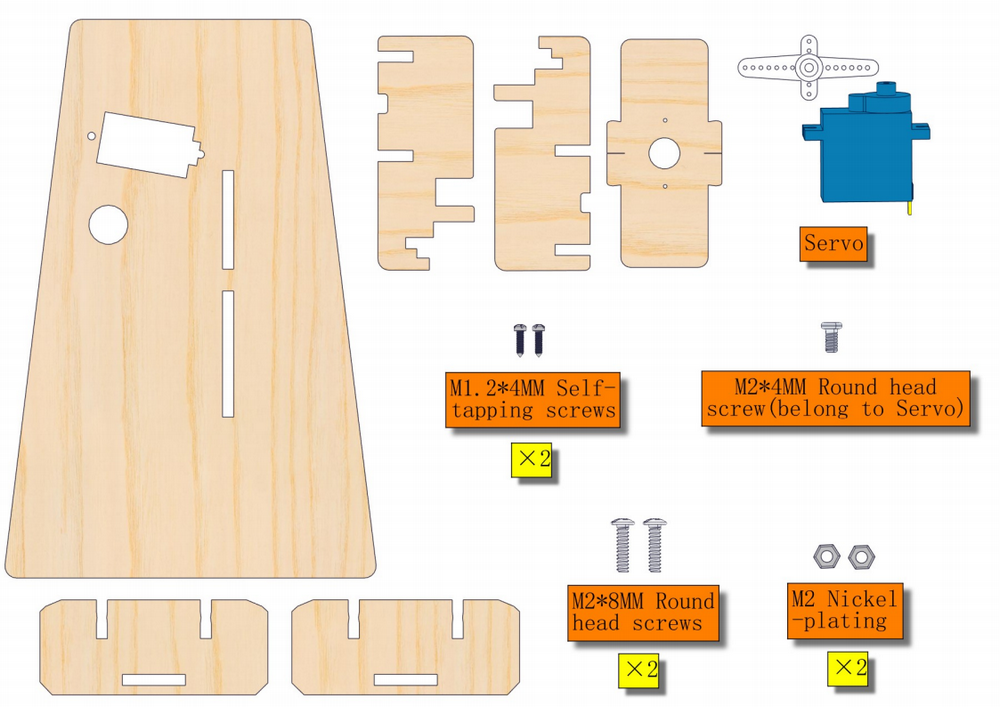 Servo
M1.2*4MM Self-
tapping screws
×2
M2*4MM Round head
screw(belong to Servo)
M2*8MM Round
head screws
×2
M2 Nickel
-plating
×2